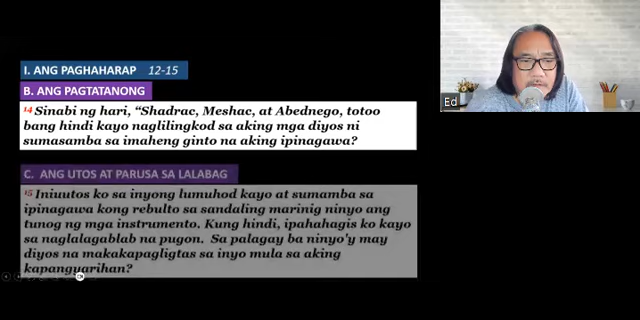 I. ANG PAGHAHARAP 12-15
B. ANG PAGTATANONG
14 Sinabi ng hari, “Shadrac, Meshac, at Abednego, totoo
bang hindi kayo naglilingkod sa aking mga diyos ni
sumasamba sa imaheng ginto na aking ipinagawa?
C. ANG UTOS AT PARUSA SA LALABAG
15 Iniuutos ko sa inyong lumuhod kayo at sumamba sa
ipinagawa kong rebulto sa sandaling marinig ninyo ang
tunog ng mga instrumento. Kung hindi, ipahahagis ko kayo
sa naglalagablab na pugon. Sa palagay ba ninyo'y may
diyos na makakapagligtas sa inyo mula sa aking
kapangyarihan?
Ed